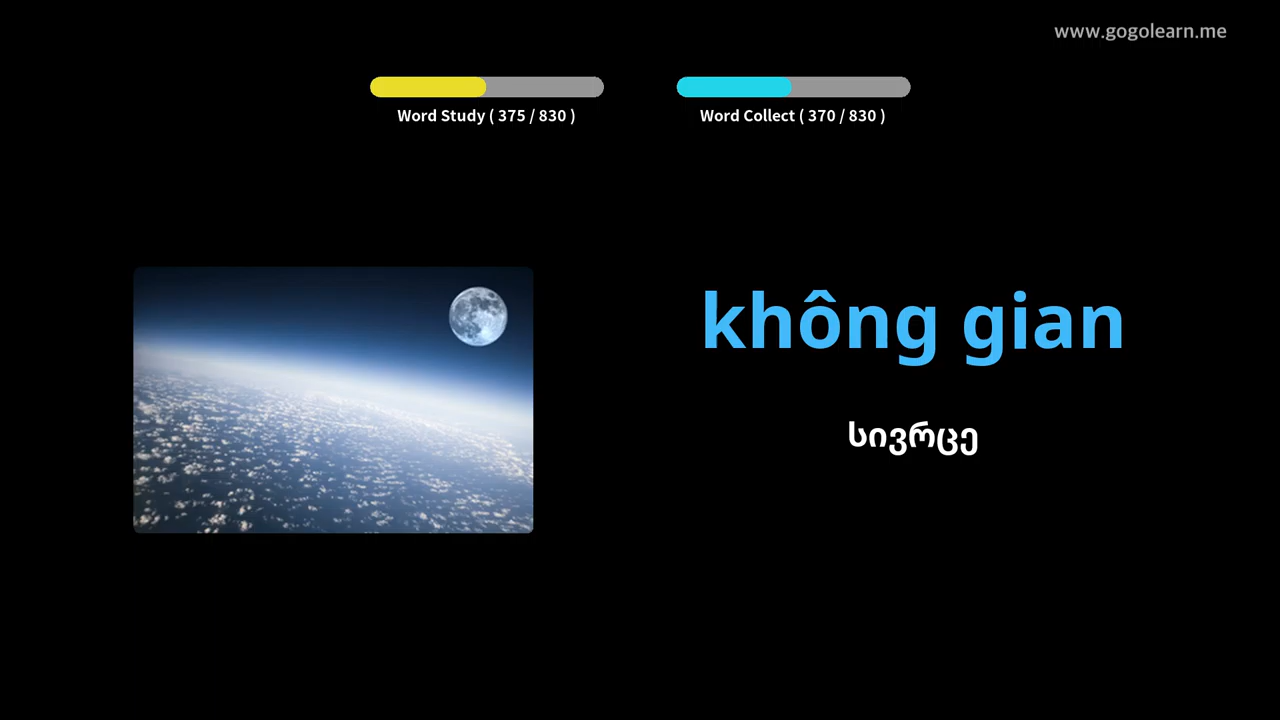 www.gogolearn.me
Word Study ( 375 / 830 )
Word Collect ( 370 / 830 )
không gian
სივრცე